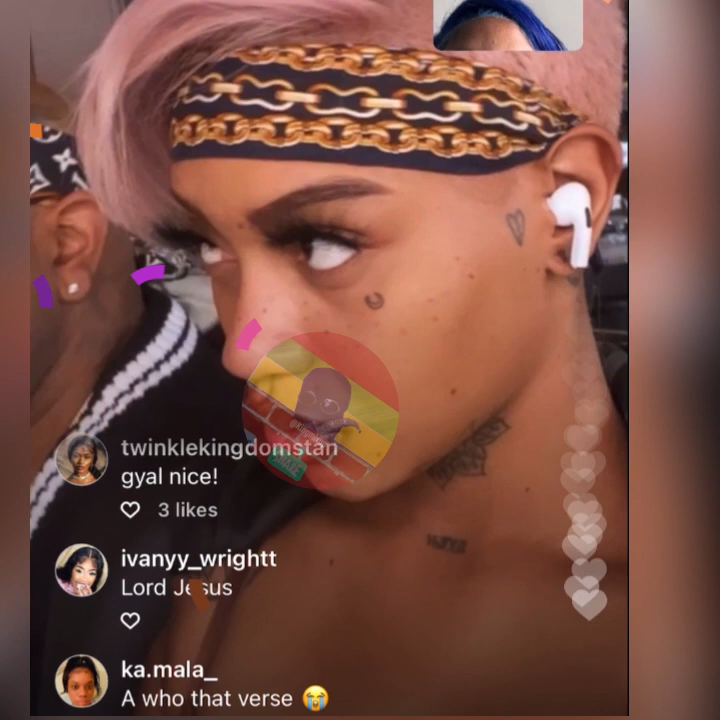 twinklekingdomstan
gyal nice!
3 likes
ivanyy_wrightt
Lord Jesus
ka.mala_
A who that verse 😭